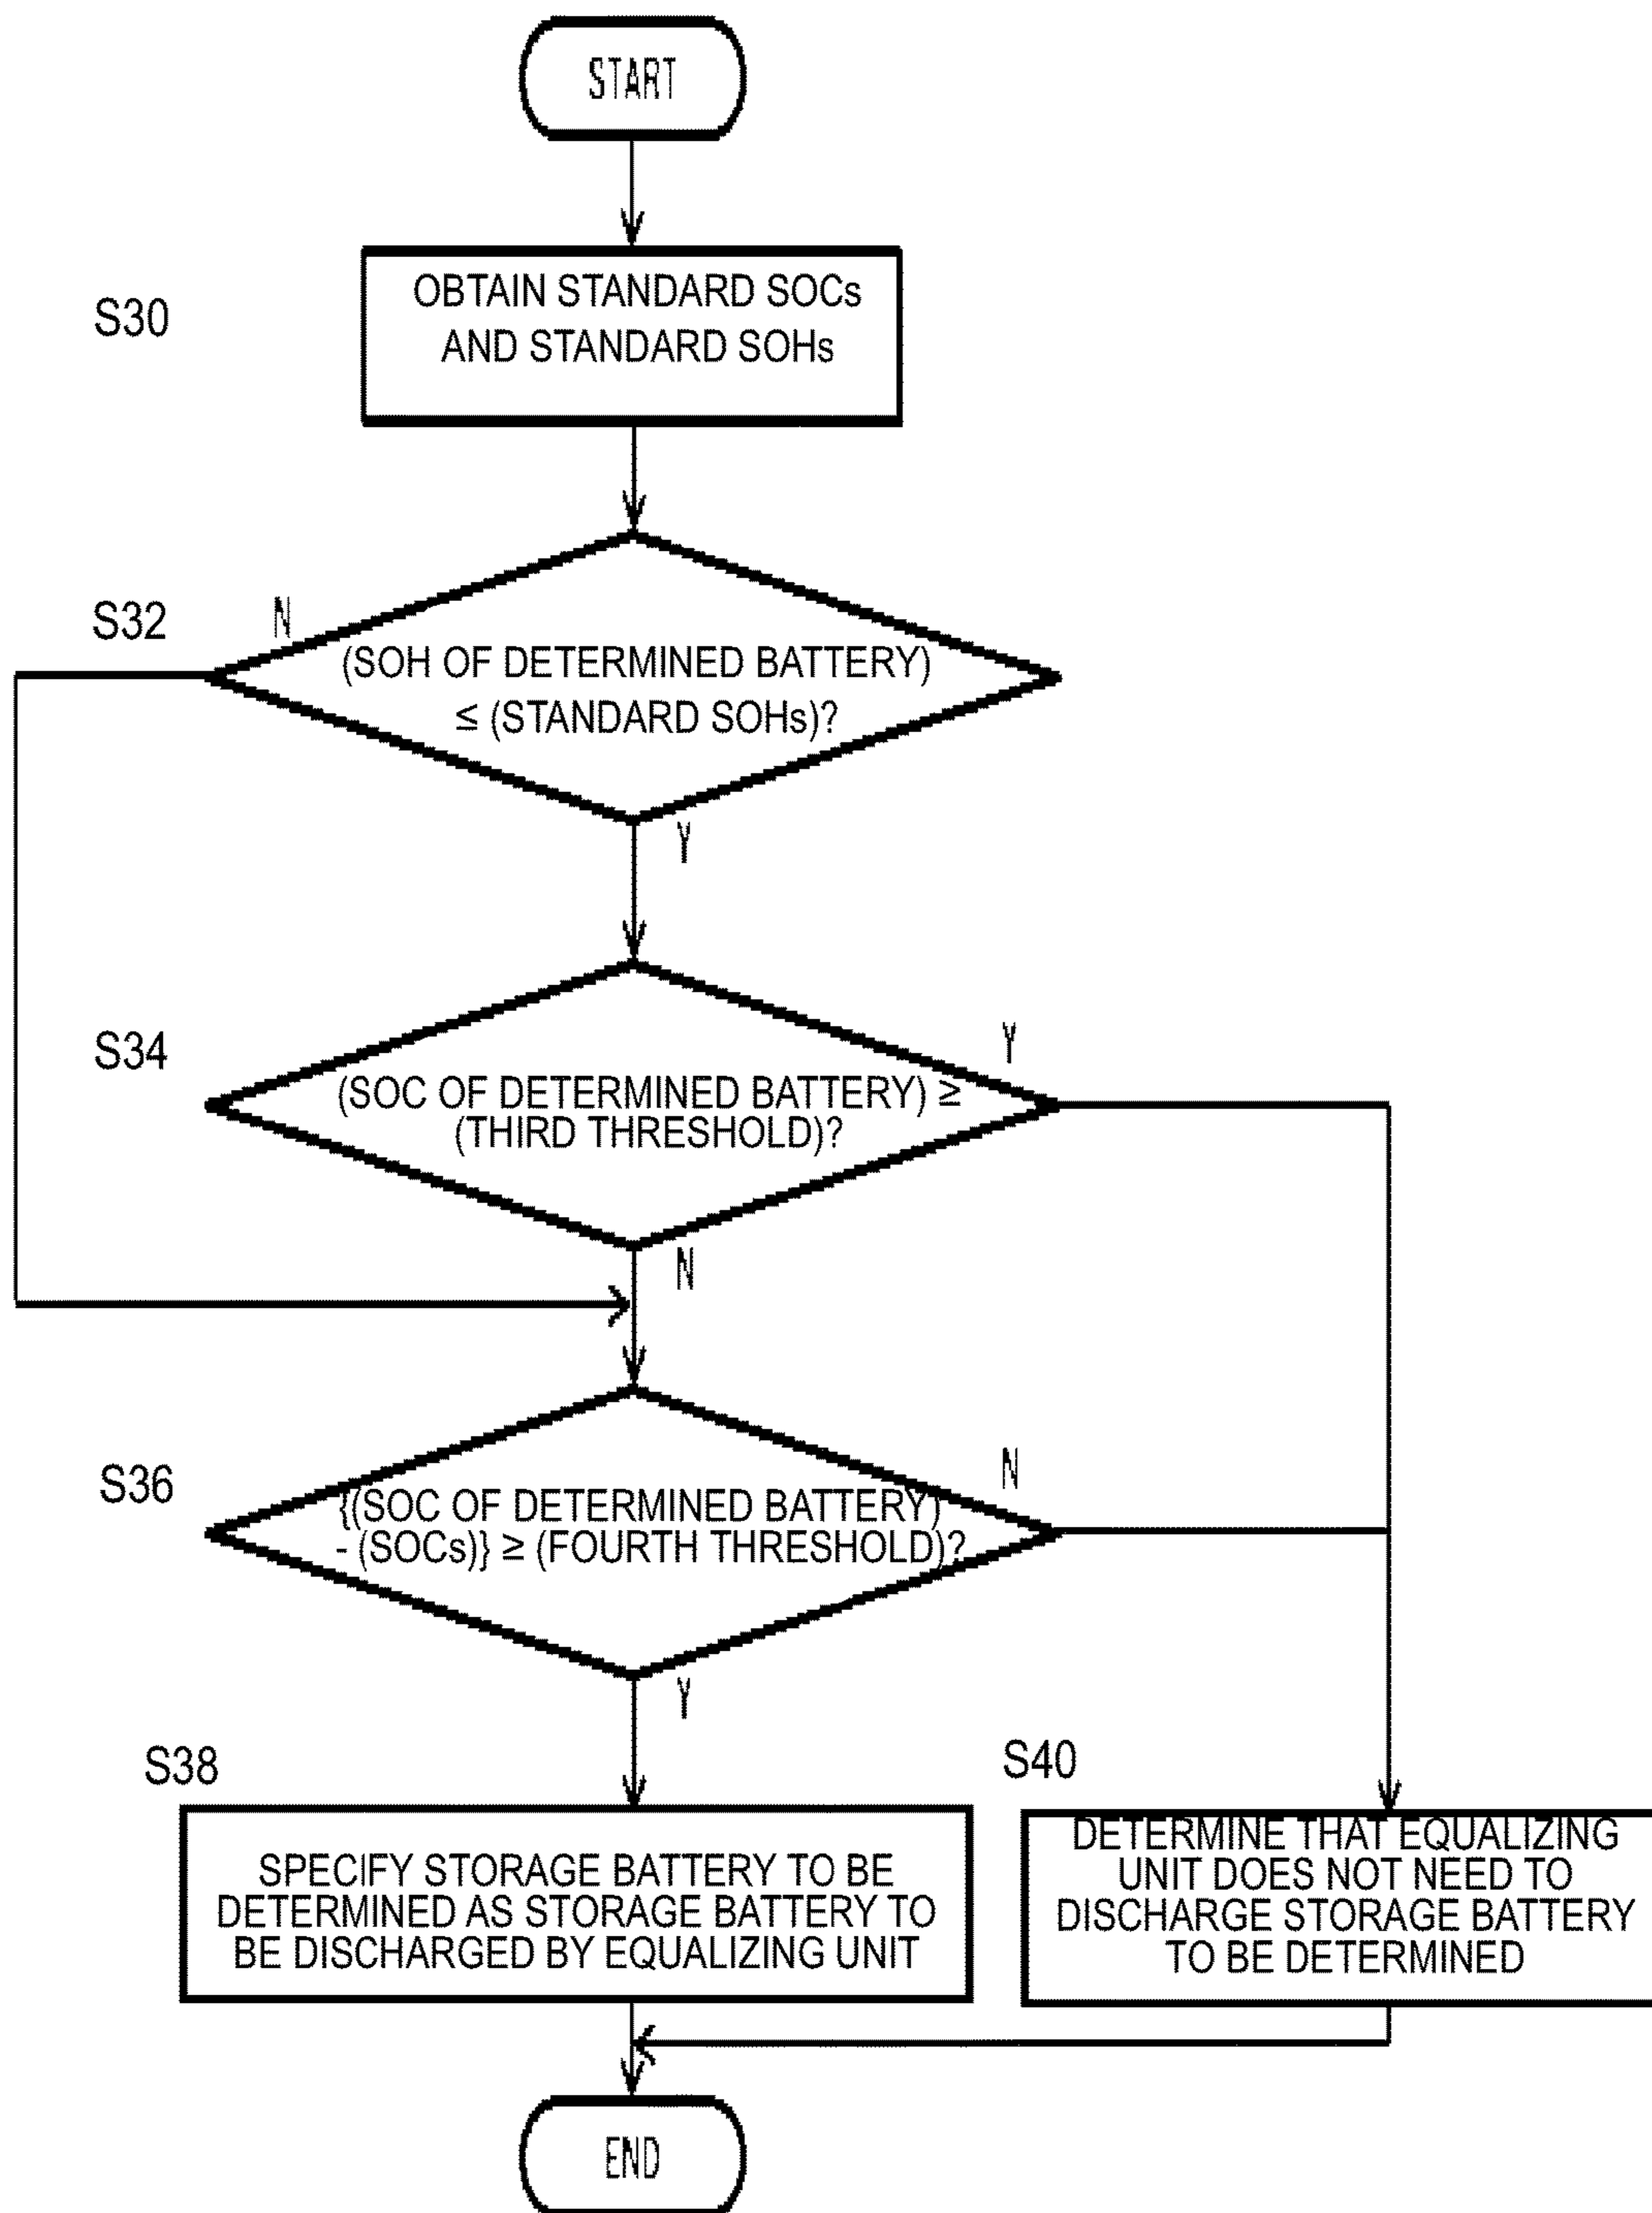 START
S30
OBTAIN STANDARD SOCs
AND STANDARD SOHs
S32
N
(SOH OF DETERMINED BATTERY)
≤ (STANDARD SOHs)?
Y
S34
Y
(SOC OF DETERMINED BATTERY) ≥
(THIRD THRESHOLD)?
N
S36
N
{(SOC OF DETERMINED BATTERY)
- (SOCs)} ≥ (FOURTH THRESHOLD)?
Y
S38
SPECIFY STORAGE BATTERY TO BE
DETERMINED AS STORAGE BATTERY TO
BE DISCHARGED BY EQUALIZING UNIT
S40
DETERMINE THAT EQUALIZING
UNIT DOES NOT NEED TO
DISCHARGE STORAGE BATTERY
TO BE DETERMINED
END